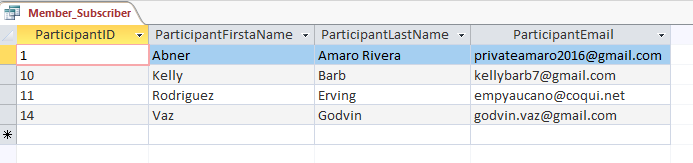 Member_Subscriber
ParticipantID ParticipantFirstaName ParticipantLastName ParticipantEmail
1 Abner Amaro Rivera privateamaro2016@gmail.com
10 Kelly Barb kellybarb7@gmail.com
11 Rodriguez Erving empyaucano@coqui.net
14 Vaz Godvin godvin.vaz@gmail.com